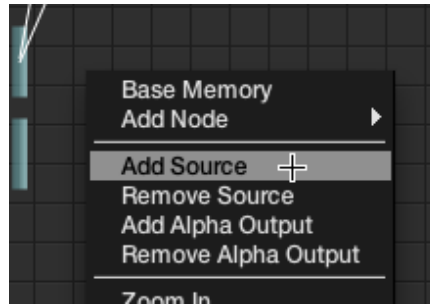 Base Memory
Add Node
Add Source
Remove Source
Add Alpha Output
Remove Alpha Output
Zoom In